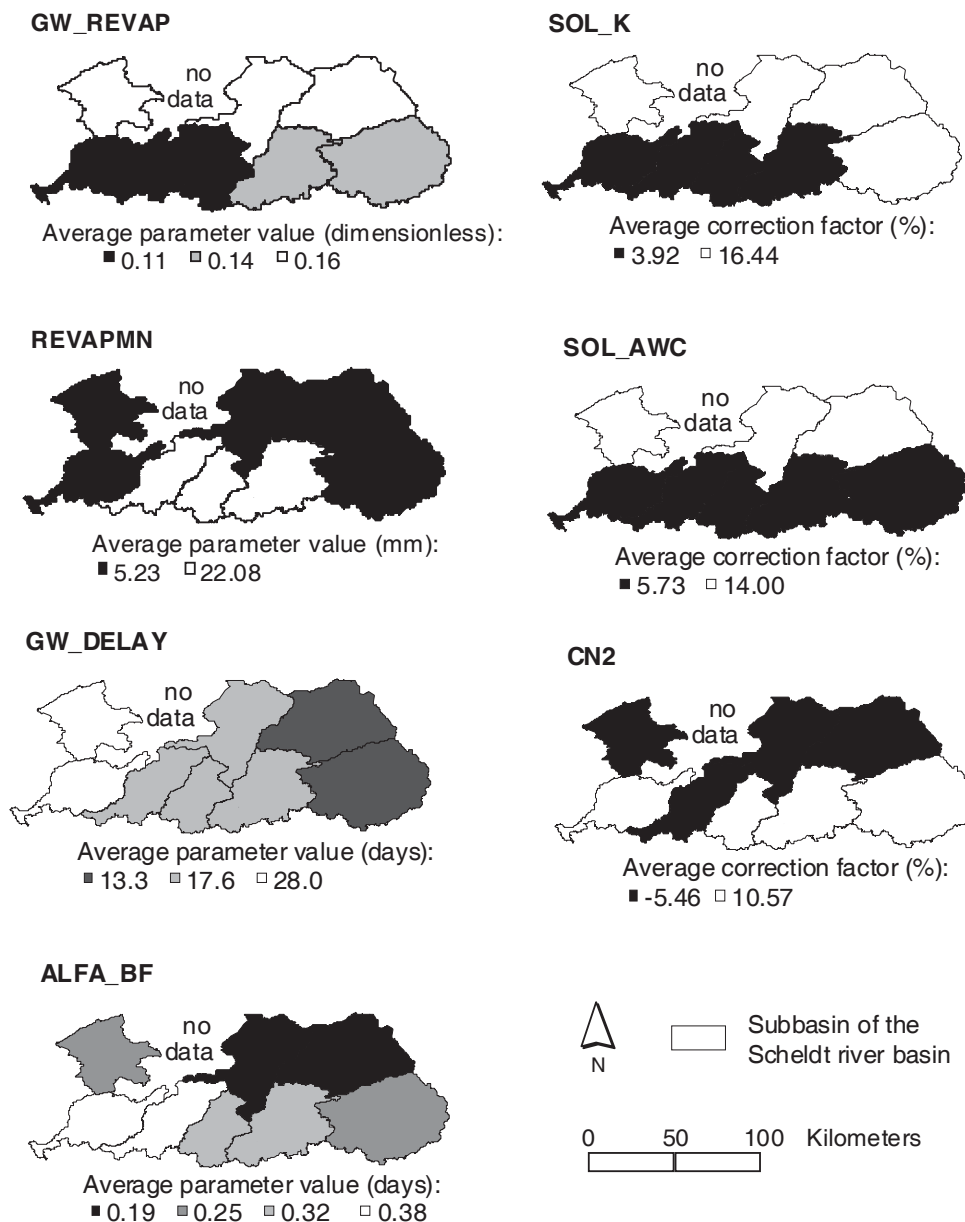 GW_REVAP
no
data
Average parameter value (dimensionless):
0.11 0.14 0.16
REVAPMN
no
data
Average parameter value (mm):
5.23 22.08
GW_DELAY
no
data
Average parameter value (days):
13.3 17.6 28.0
ALFA_BF
no
data
Average parameter value (days):
0.19 0.25 0.32 0.38
SOL_K
no
data
Average correction factor (%):
3.92 16.44
SOL_AWC
no
data
Average correction factor (%):
5.73 14.00
CN2
no
data
Average correction factor (%):
-5.46 10.57
N
Subbasin of the
Scheldt river basin
0 50 100 Kilometers